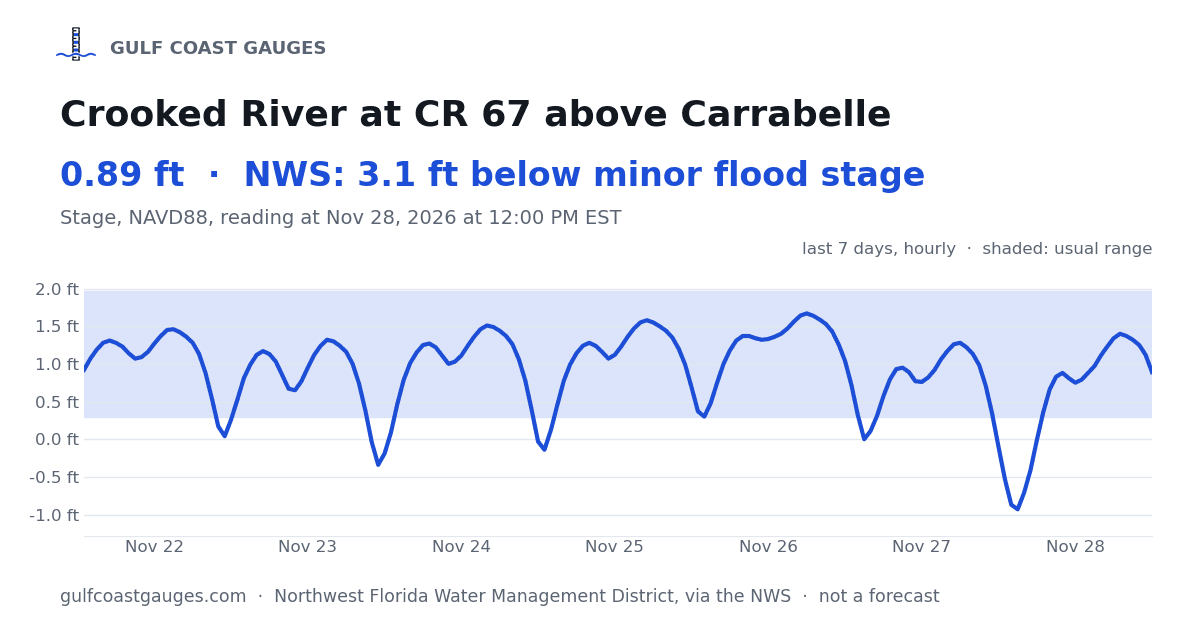 GULF COAST GAUGES
Crooked River at CR 67 above Carrabelle
0.89 ft · NWS: 3.1 ft below minor flood stage
Stage, NAVD88, reading at Nov 28, 2026 at 12:00 PM EST
last 7 days, hourly · shaded: usual range
2.0 ft
1.5 ft
1.0 ft
0.5 ft
0.0 ft
-0.5 ft
-1.0 ft
Nov 22 Nov 23 Nov 24 Nov 25 Nov 26 Nov 27 Nov 28
gulfcoastgauges.com · Northwest Florida Water Management District, via the NWS · not a forecast